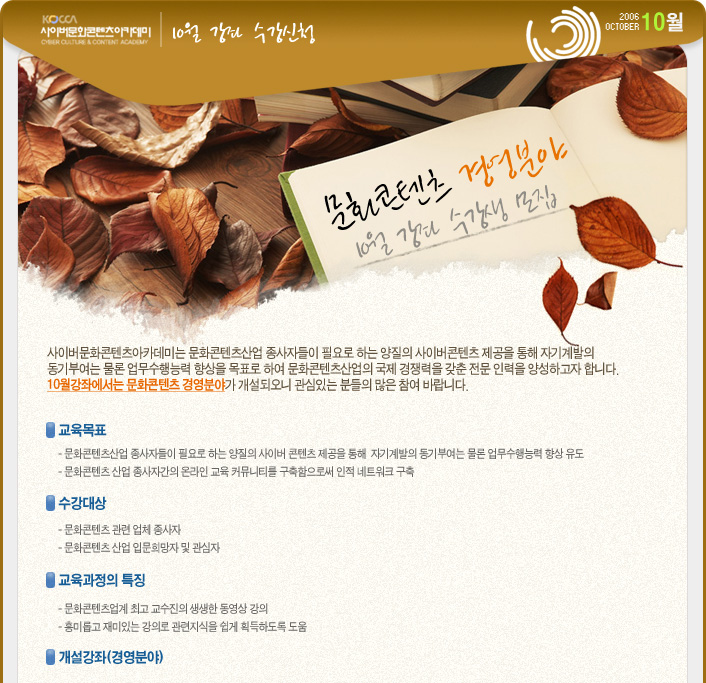 KOCCA
사이버문화콘텐츠아카데미
CYBER CULTURE & CONTENT ACADEMY
10월 강좌 수강신청
2006
OCTOBER
10월
문화콘텐츠 경영분야
10월 강좌 수강생 모집
사이버문화콘텐츠아카데미는 문화콘텐츠산업 종사자들이 필요로 하는 양질의 사이버콘텐츠 제공을 통해 자기계발의
동기부여는 물론 업무수행능력 향상을 목표로 하여 문화콘텐츠산업의 국제 경쟁력을 갖춘 전문 인력을 양성하고자 합니다.
10월강좌에서는 문화콘텐츠 경영분야가 개설되오니 관심있는 분들의 많은 참여 바랍니다.
교육목표
- 문화콘텐츠산업 종사자들이 필요로 하는 양질의 사이버 콘텐츠 제공을 통해 자기계발의 동기부여는 물론 업무수행능력 향상 유도
- 문화콘텐츠 산업 종사자간의 온라인 교육 커뮤니티를 구축함으로써 인적 네트워크 구축
수강대상
- 문화콘텐츠 관련 업체 종사자
- 문화콘텐츠 산업 입문희망자 및 관심자
교육과정의 특징
- 문화콘텐츠업계 최고 교수진의 생생한 동영상 강의
- 흥미롭고 재미있는 강의로 관련지식을 쉽게 획득하도록 도움
개설강좌(경영분야)